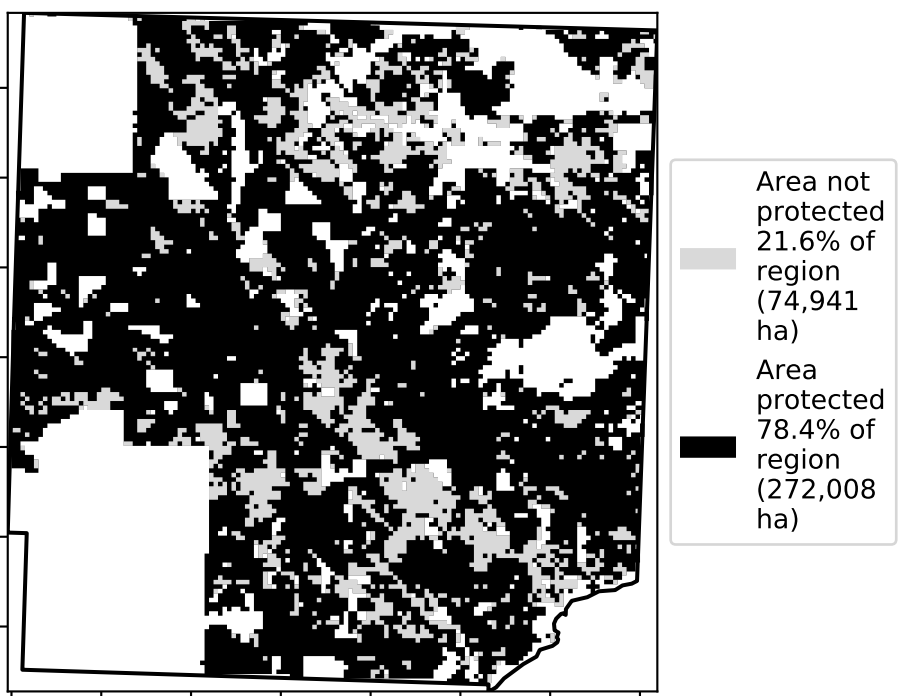 Area not
protected
21.6% of
region
(74,941
ha)
Area
protected
78.4% of
region
(272,008
ha)